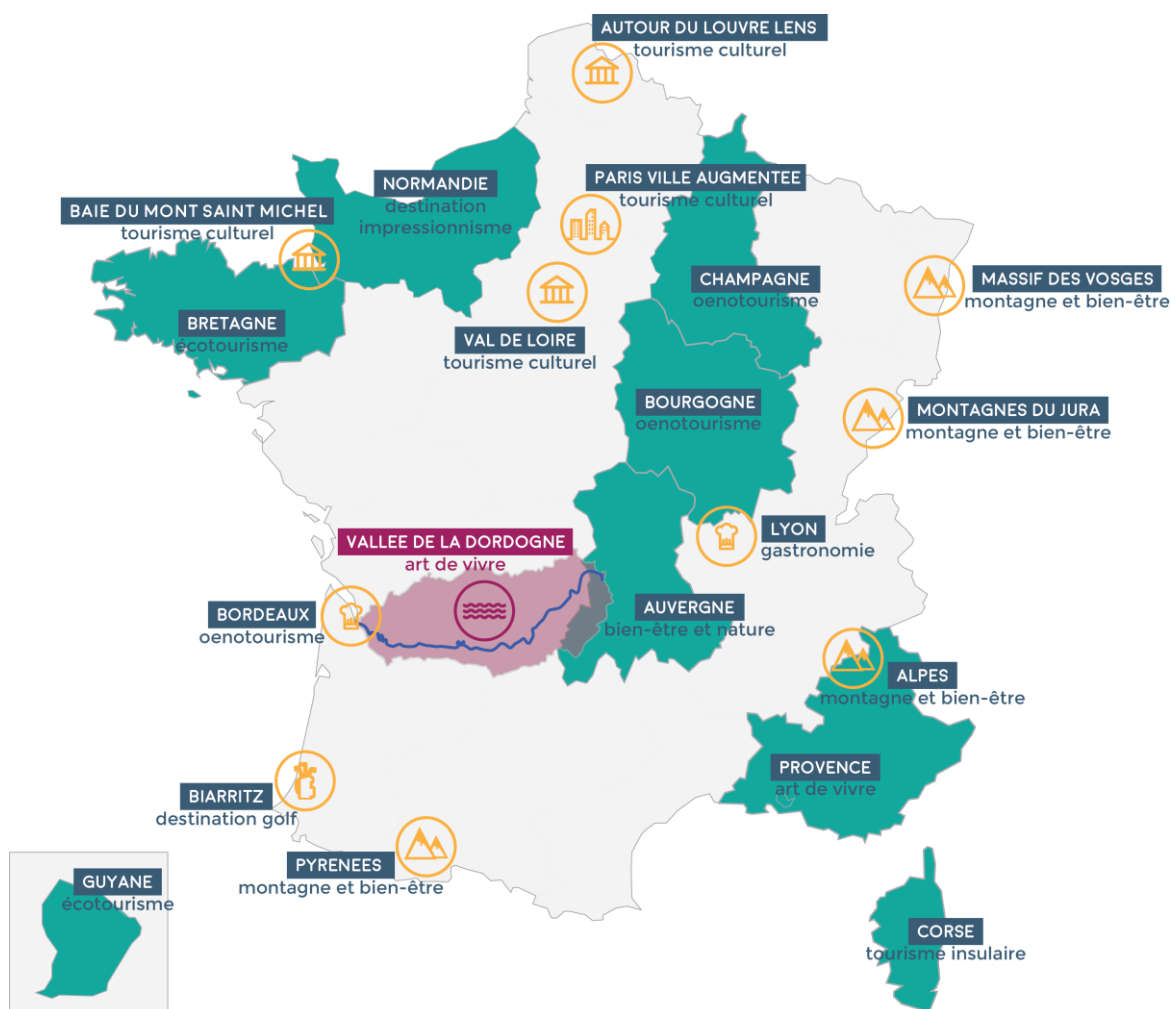 AUTOUR DU LOUVRE LENS
tourisme culturel
NORMANDIE
destination
impressionnisme
PARIS VILLE AUGMENTEE
tourisme culturel
BAIE DU MONT SAINT MICHEL
tourisme culturel
CHAMPAGNE
oenotourisme
MASSIF DES VOSGES
montagne et bien-être
BRETAGNE
écotourisme
VAL DE LOIRE
tourisme culturel
BOURGOGNE
oenotourisme
MONTAGNES DU JURA
montagne et bien-être
LYON
gastronomie
VALLEE DE LA DORDOGNE
art de vivre
BORDEAUX
oenotourisme
AUVERGNE
bien-être et nature
ALPES
montagne et bien-être
PROVENCE
art de vivre
BIARRITZ
destination golf
PYRENEES
montagne et bien-être
GUYANE
écotourisme
CORSE
tourisme insulaire